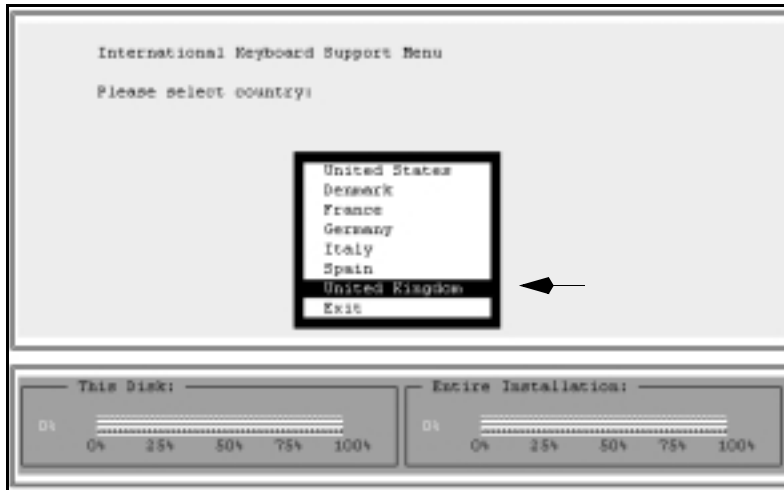 International Keyboard Support Menu
Please select country:
United States
Denmark
France
Germany
Italy
Spain
United Kingdom
Exit
This Disk:
0%
0% 25% 50% 75% 100%
Entire Installation:
0%
0% 25% 50% 75% 100%